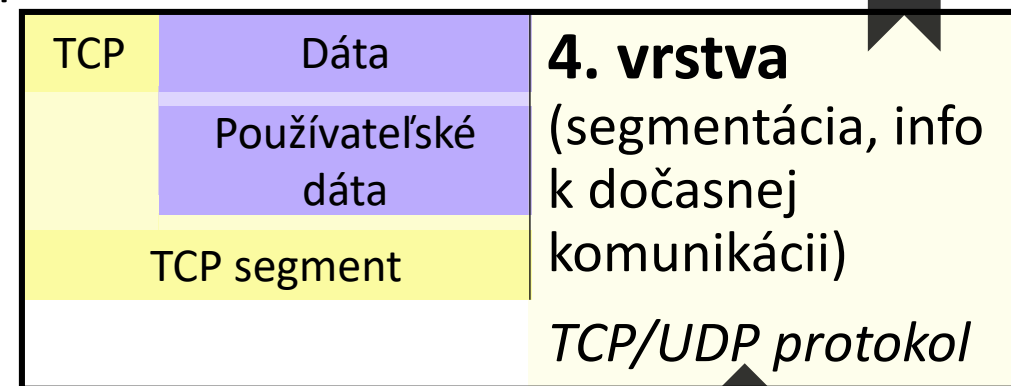 TCP
Dáta
Používateľské
dáta
TCP segment
4. vrstva
(segmentácia, info
k dočasnej
komunikácii)
TCP/UDP protokol